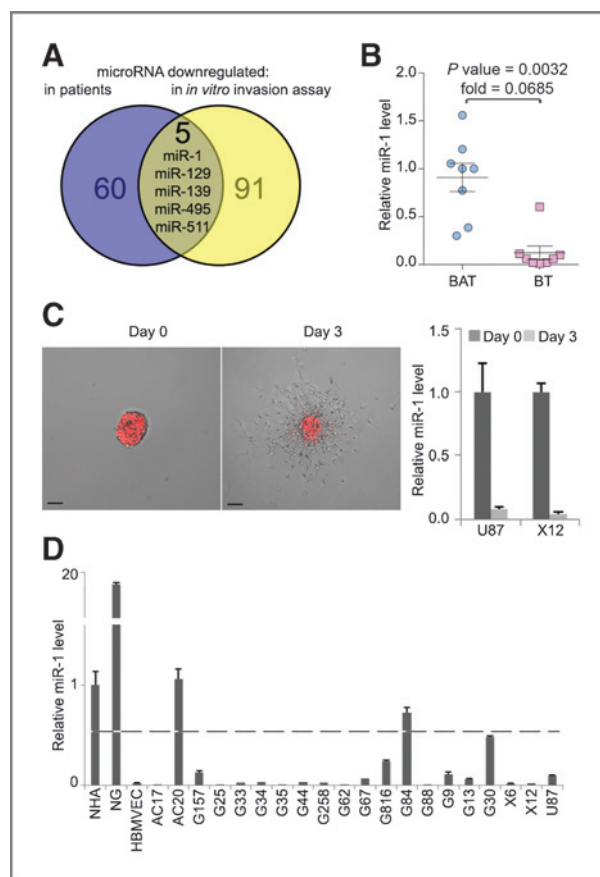 A
microRNA downregulated:
in patients
in in vitro invasion assay
5
miR-1
miR-129
miR-139
miR-495
miR-511
60
91
B
P value = 0.0032
fold = 0.0685
Relative miR-1 level
2.0
1.5
1.0
0.5
0.0
BAT
BT
C
Day 0
Day 3
Relative miR-1 level
1.5
1.0
0.5
0.0
Day 0
Day 3
U87
X12
D
Relative miR-1 level
20
1
0
NHA
NG
HBMVEC
AC17
AC20
G157
G25
G33
G34
G35
G44
G258
G62
G67
G816
G84
G88
G9
G13
G30
X6
X12
U87